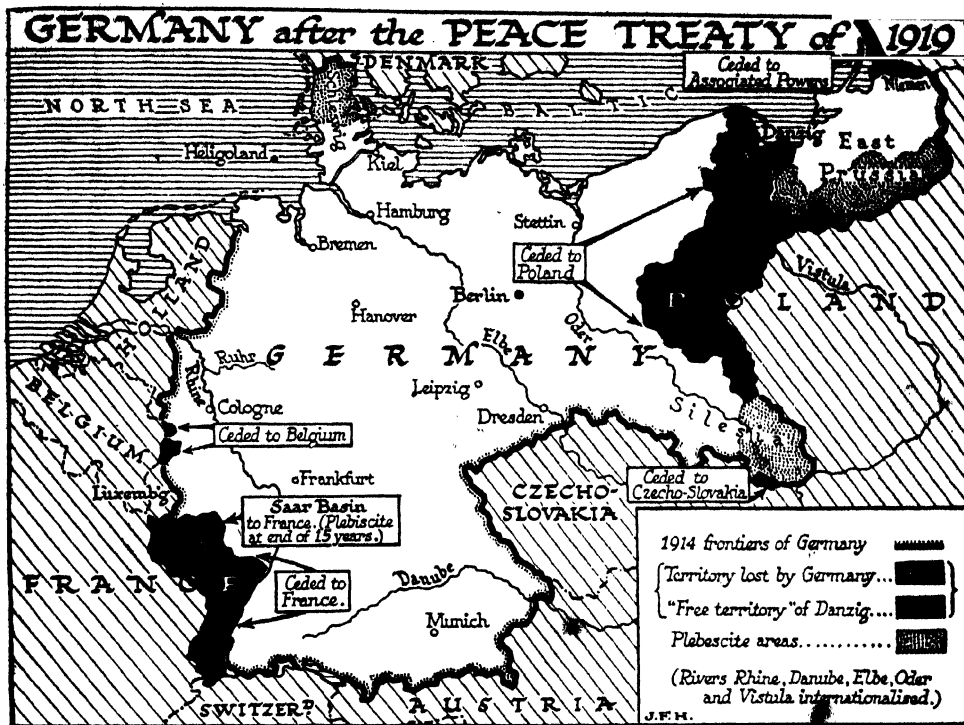 GERMANY after the PEACE TREATY of 1919
DENMARK
Ceded to
Associated Powers
Niemen
NORTH SEA
BALTIC
Danzig
East
Prussia
Heligoland
Kiel
Hamburg
Stettin
Bremen
Ceded to
Poland
Vistula
HOLLAND
Berlin
POLAND
Hanover
Elbe
Oder
GERMANY
Ruhr
Rhine
Leipzig
BELGIUM
Cologne
Dresden
Silesia
Ceded to Belgium
Luxembg
Frankfurt
CZECHO-
SLOVAKIA
Ceded to
Czecho-Slovakia
Saar Basin
to France. (Plebiscite
at end of 15 years.)
FRANCE
Ceded to
France.
Danube
Munich
SWITZERD
AUSTRIA
1914 frontiers of Germany
Territory lost by Germany...
"Free territory" of Danzig....
Plebescite areas...........
(Rivers Rhine, Danube, Elbe, Oder
and Vistula internationalised.)
J.F.H.